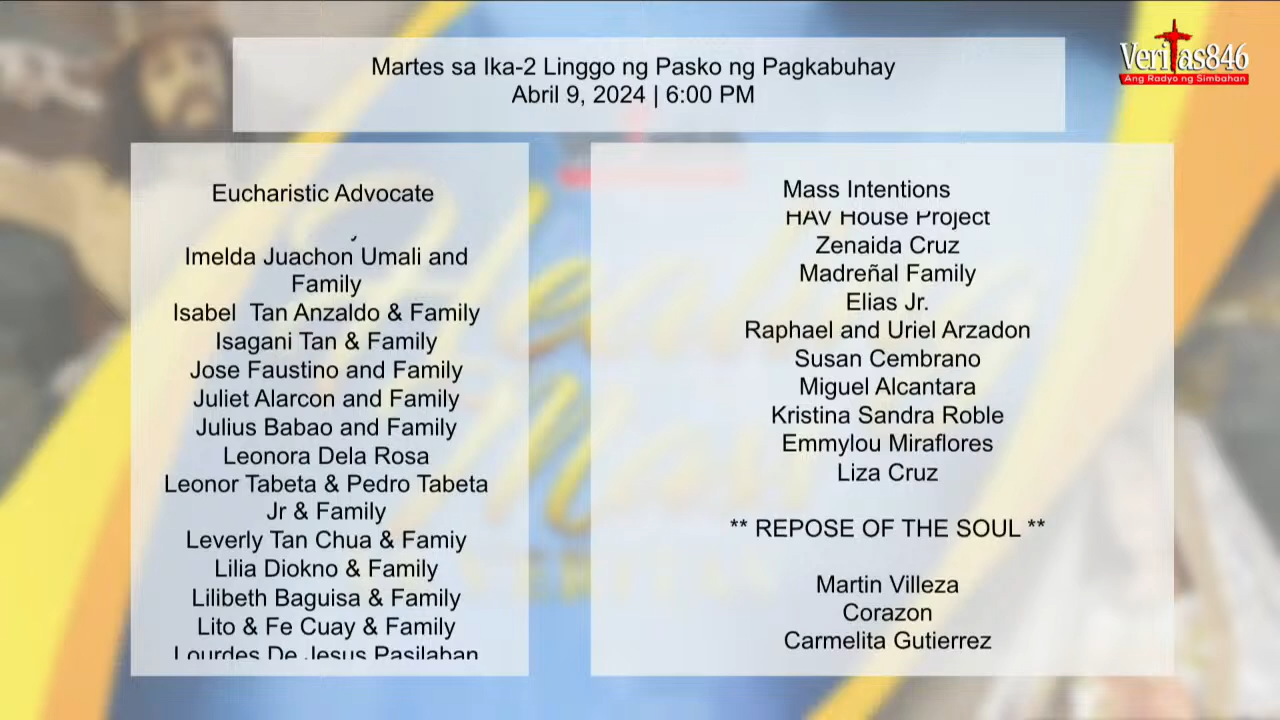 Martes sa Ika-2 Linggo ng Pasko ng Pagkabuhay
Abril 9, 2024 | 6:00 PM
Veritas846
Ang Radyo ng Simbahan
Eucharistic Advocate
Imelda Juachon Umali and
Family
Isabel Tan Anzaldo & Family
Isagani Tan & Family
Jose Faustino and Family
Juliet Alarcon and Family
Julius Babao and Family
Leonora Dela Rosa
Leonor Tabeta & Pedro Tabeta
Jr & Family
Leverly Tan Chua & Famiy
Lilia Diokno & Family
Lilibeth Baguisa & Family
Lito & Fe Cuay & Family
Lourdes De Jesus Pasilaban
Mass Intentions
HAV House Project
Zenaida Cruz
Madreñal Family
Elias Jr.
Raphael and Uriel Arzadon
Susan Cembrano
Miguel Alcantara
Kristina Sandra Roble
Emmylou Miraflores
Liza Cruz
** REPOSE OF THE SOUL **
Martin Villeza
Corazon
Carmelita Gutierrez